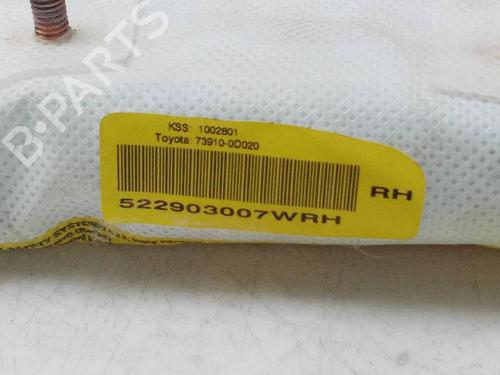 B-PARTS
KSS: 1002801
Toyota: 73910-0D020
RH
522903007WRH